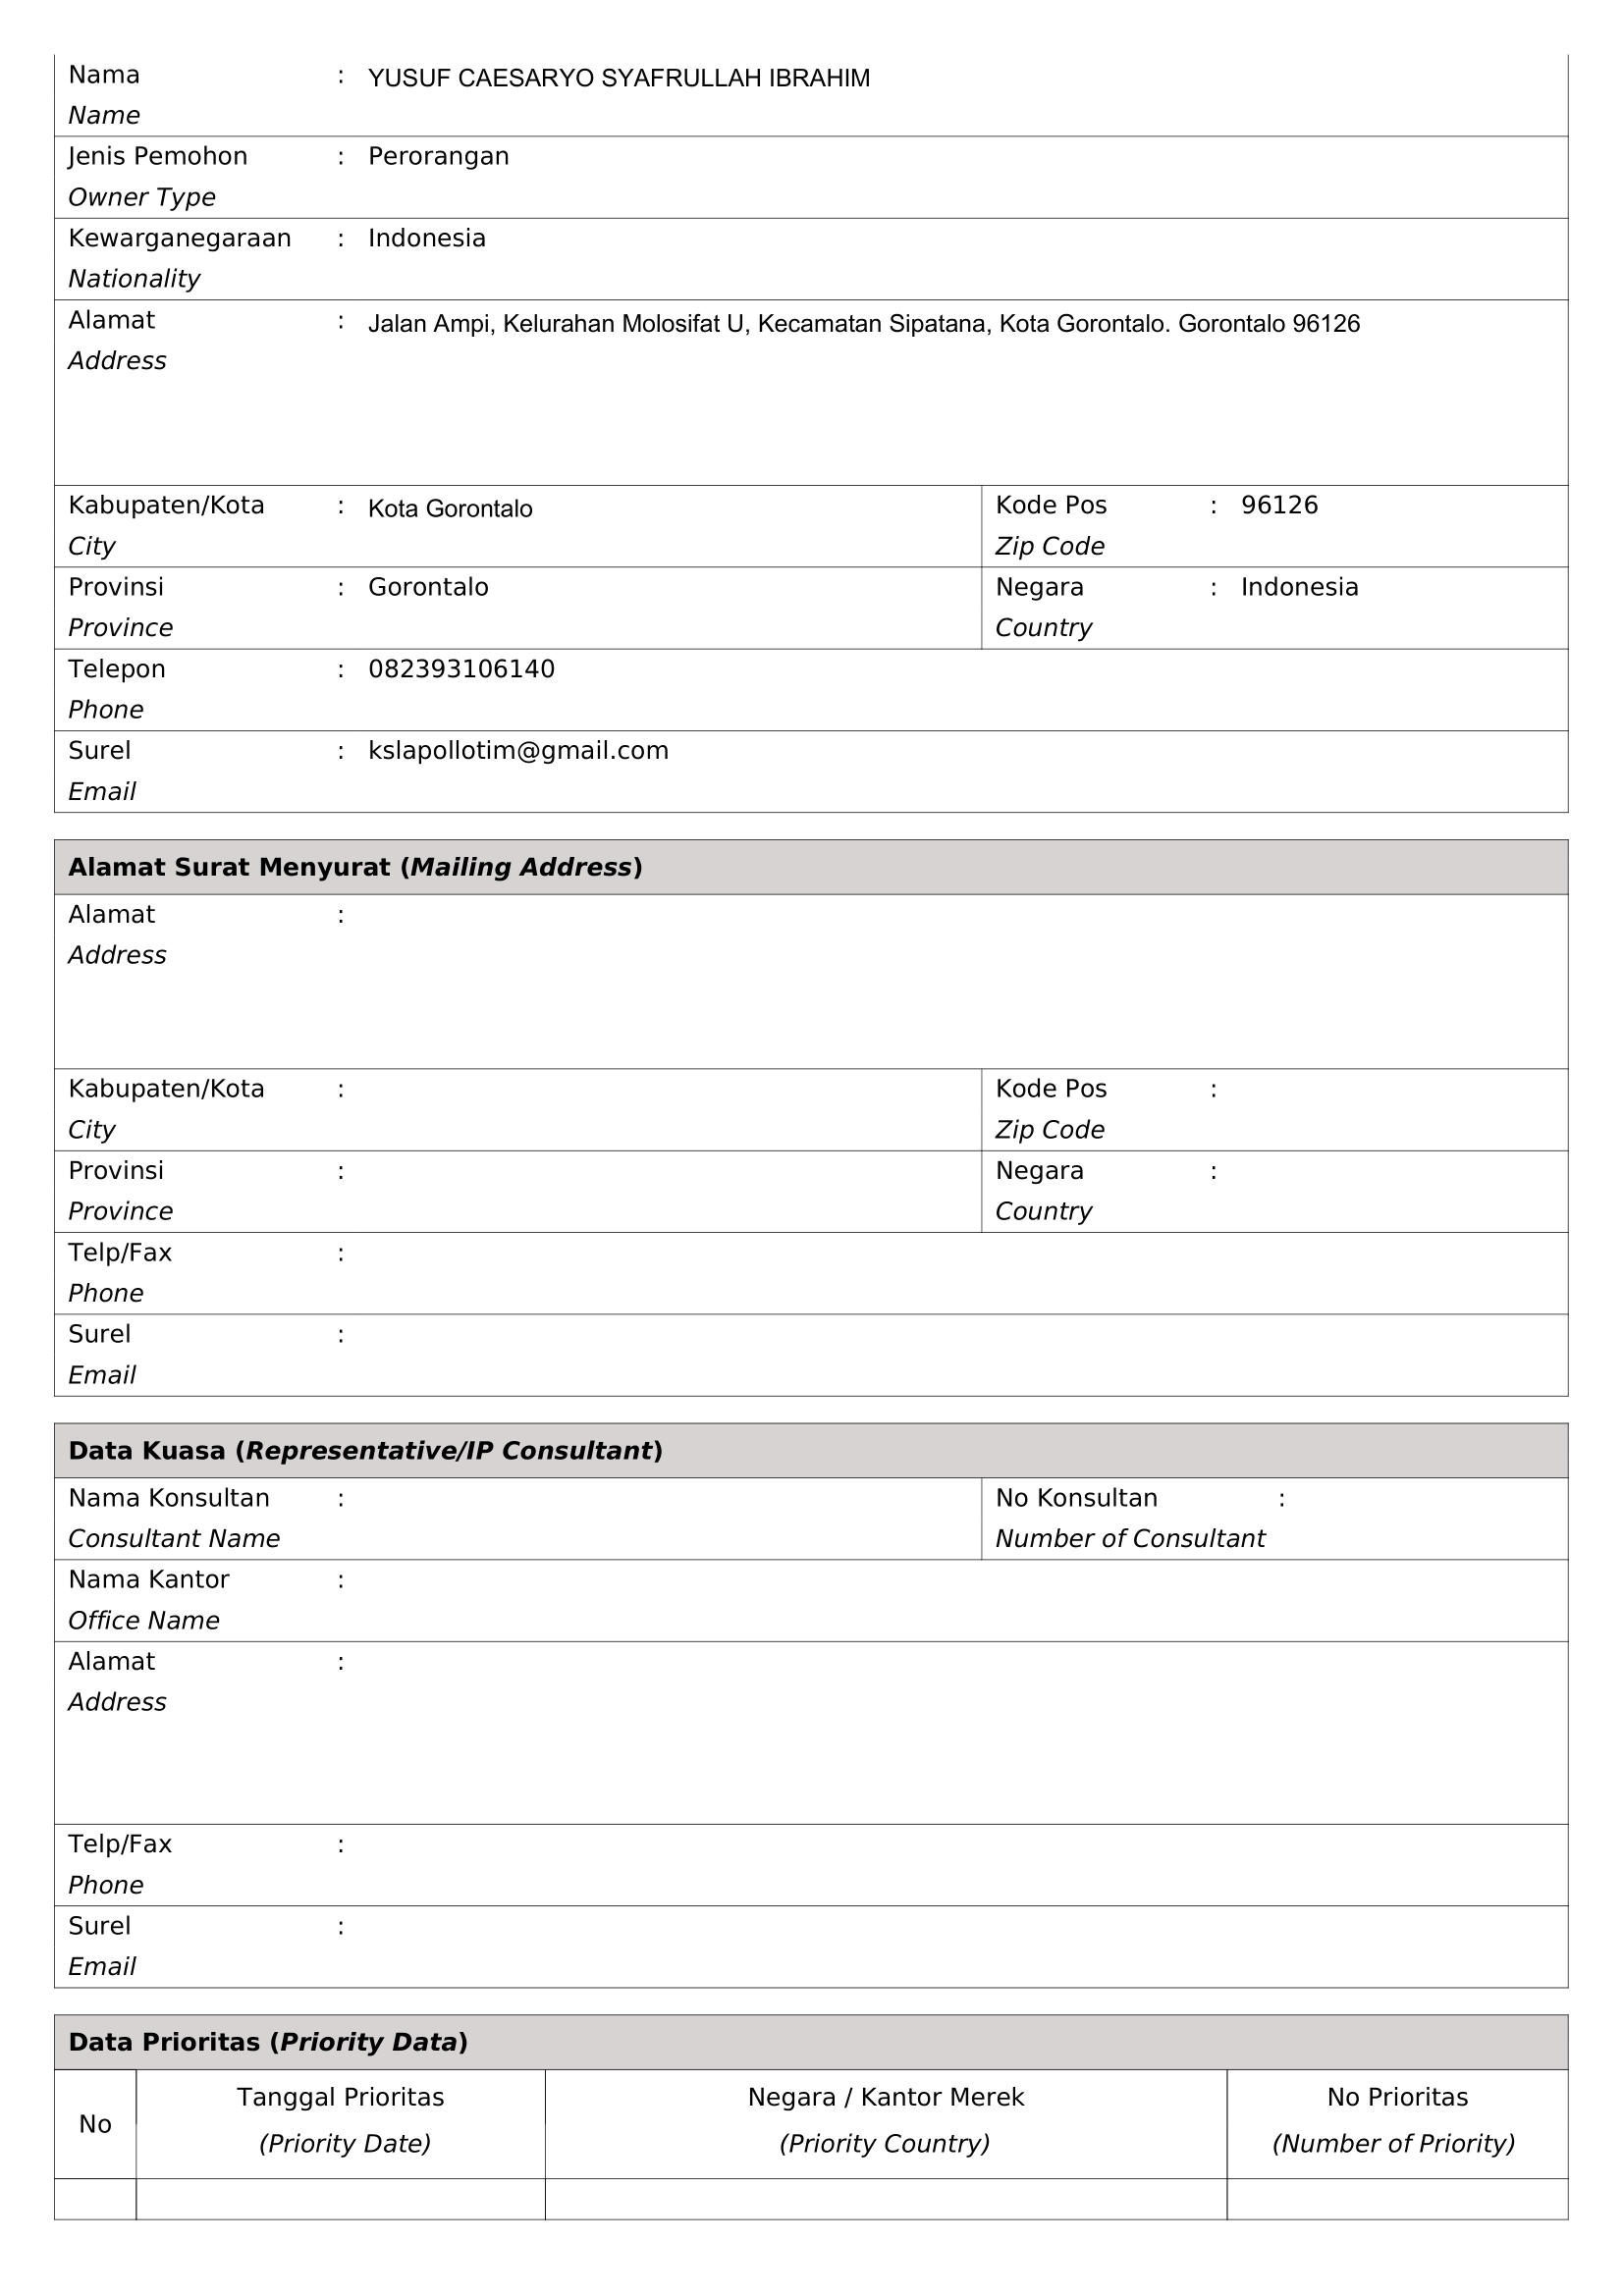 Nama : YUSUF CAESARYO SYAFRULLAH IBRAHIM
Name
Jenis Pemohon : Perorangan
Owner Type
Kewarganegaraan : Indonesia
Nationality
Alamat : Jalan Ampi, Kelurahan Molosifat U, Kecamatan Sipatana, Kota Gorontalo. Gorontalo 96126
Address
Kabupaten/Kota : Kota Gorontalo Kode Pos : 96126
City Zip Code
Provinsi : Gorontalo Negara : Indonesia
Province Country
Telepon : 082393106140
Phone
Surel : kslapollotim@gmail.com
Email
Alamat Surat Menyurat (Mailing Address)
Alamat :
Address
Kabupaten/Kota : Kode Pos :
City Zip Code
Provinsi : Negara :
Province Country
Telp/Fax :
Phone
Surel :
Email
Data Kuasa (Representative/IP Consultant)
Nama Konsultan : No Konsultan :
Consultant Name Number of Consultant
Nama Kantor :
Office Name
Alamat :
Address
Telp/Fax :
Phone
Surel :
Email
Data Prioritas (Priority Data)
No Tanggal Prioritas Negara / Kantor Merek No Prioritas
(Priority Date) (Priority Country) (Number of Priority)